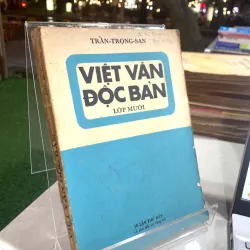 TRẦN-TRỌNG-SAN
VIỆT VĂN
ĐỘC BẢN
LỚP MƯỜI